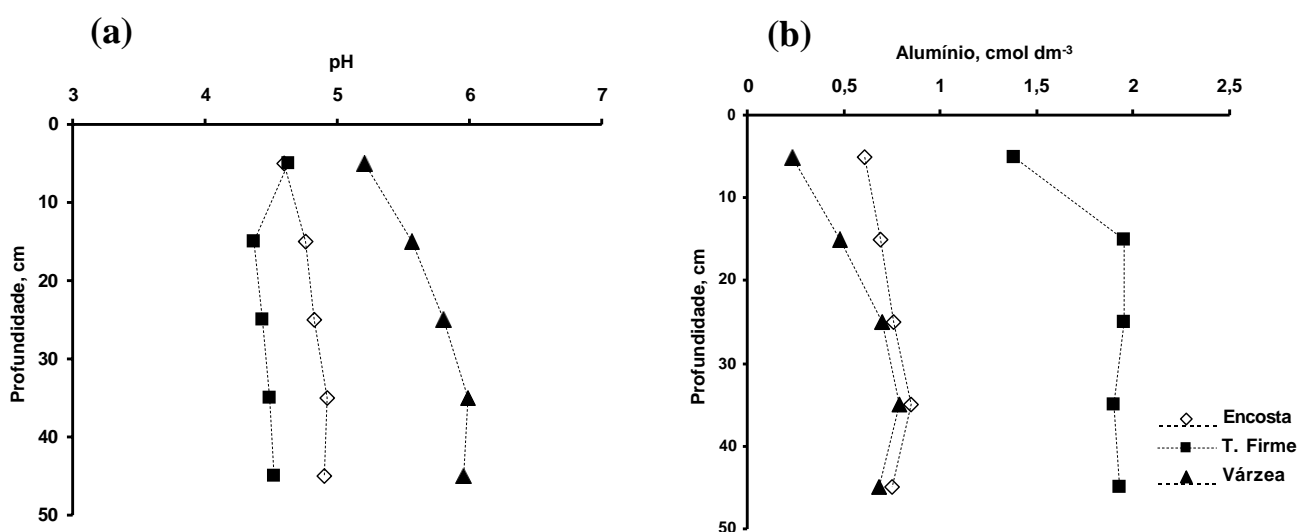 (a)
pH
3 4 5 6 7
0
10
20
30
40
50
Profundidade, cm
(b)
Alumínio, cmol dm-3
0 0,5 1 1,5 2 2,5
0
10
20
30
40
50
Profundidade, cm
Encosta
T. Firme
Várzea